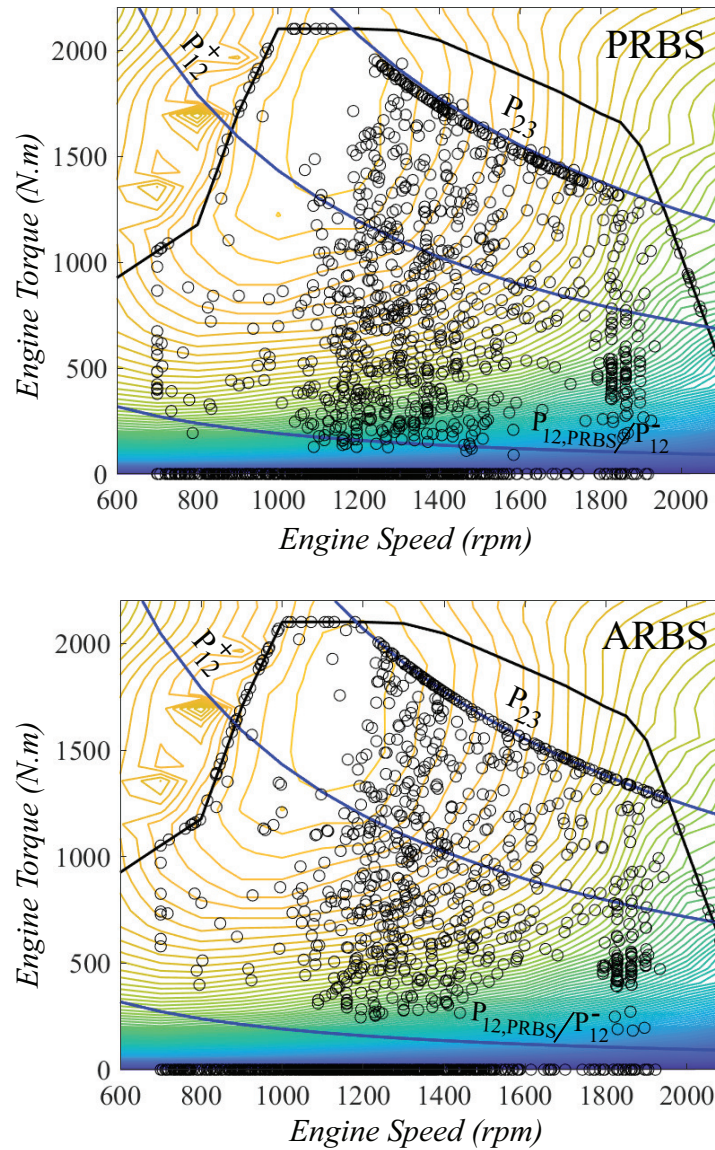 PRBS
P₁₂⁺
P₂₃
P₁₂,PRBS/P₁₂⁻
Engine Torque (N.m)
2000
1500
1000
500
0
600 800 1000 1200 1400 1600 1800 2000
Engine Speed (rpm)
ARBS
P₁₂⁺
P₂₃
P₁₂,PRBS/P₁₂⁻
Engine Torque (N.m)
2000
1500
1000
500
0
600 800 1000 1200 1400 1600 1800 2000
Engine Speed (rpm)